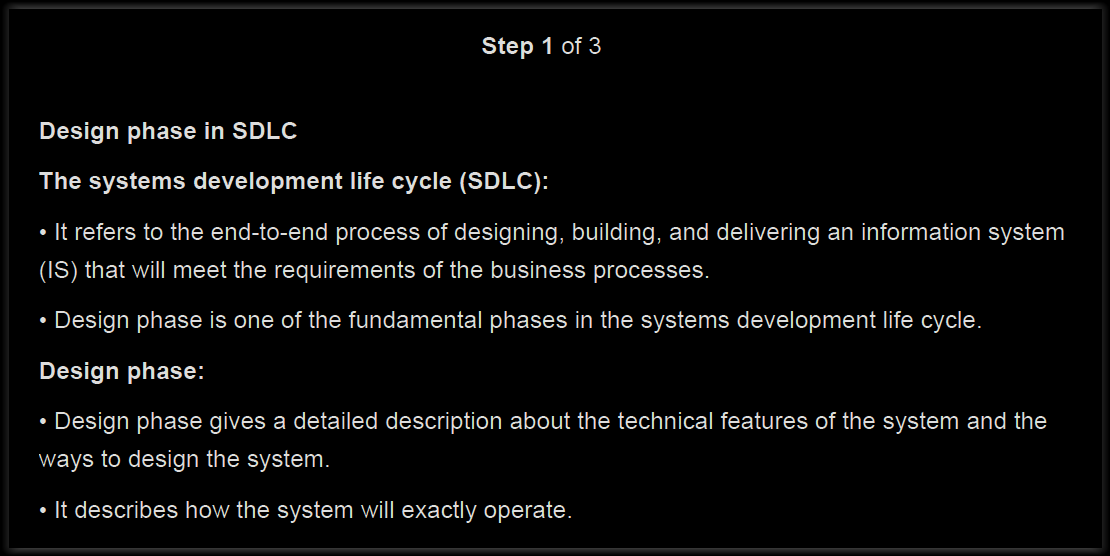 Step 1 of 3
Design phase in SDLC
The systems development life cycle (SDLC):
• It refers to the end-to-end process of designing, building, and delivering an information system
(IS) that will meet the requirements of the business processes.
• Design phase is one of the fundamental phases in the systems development life cycle.
Design phase:
• Design phase gives a detailed description about the technical features of the system and the
ways to design the system.
• It describes how the system will exactly operate.